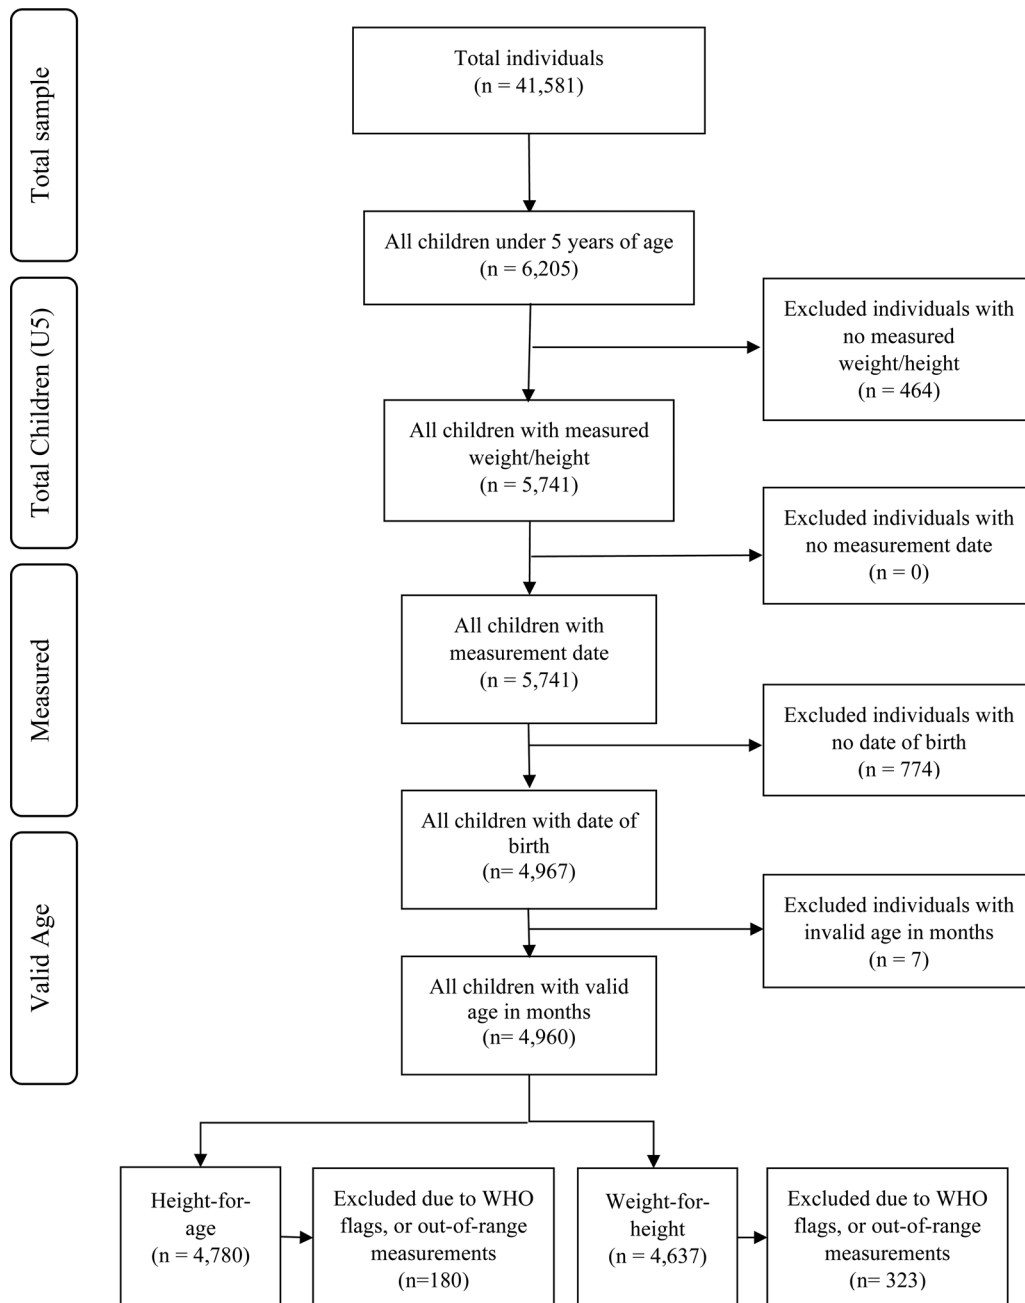 Total sample
Total individuals
(n = 41,581)
All children under 5 years of age
(n = 6,205)
Total Children (U5)
Excluded individuals with
no measured
weight/height
(n = 464)
All children with measured
weight/height
(n = 5,741)
Excluded individuals with
no measurement date
(n = 0)
Measured
All children with
measurement date
(n = 5,741)
Excluded individuals with
no date of birth
(n = 774)
All children with date of
birth
(n= 4,967)
Valid Age
Excluded individuals with
invalid age in months
(n = 7)
All children with valid
age in months
(n= 4,960)
Height-for-
age
(n = 4,780)
Excluded due to WHO
flags, or out-of-range
measurements
(n=180)
Weight-for-
height
(n = 4,637)
Excluded due to WHO
flags, or out-of-range
measurements
(n= 323)